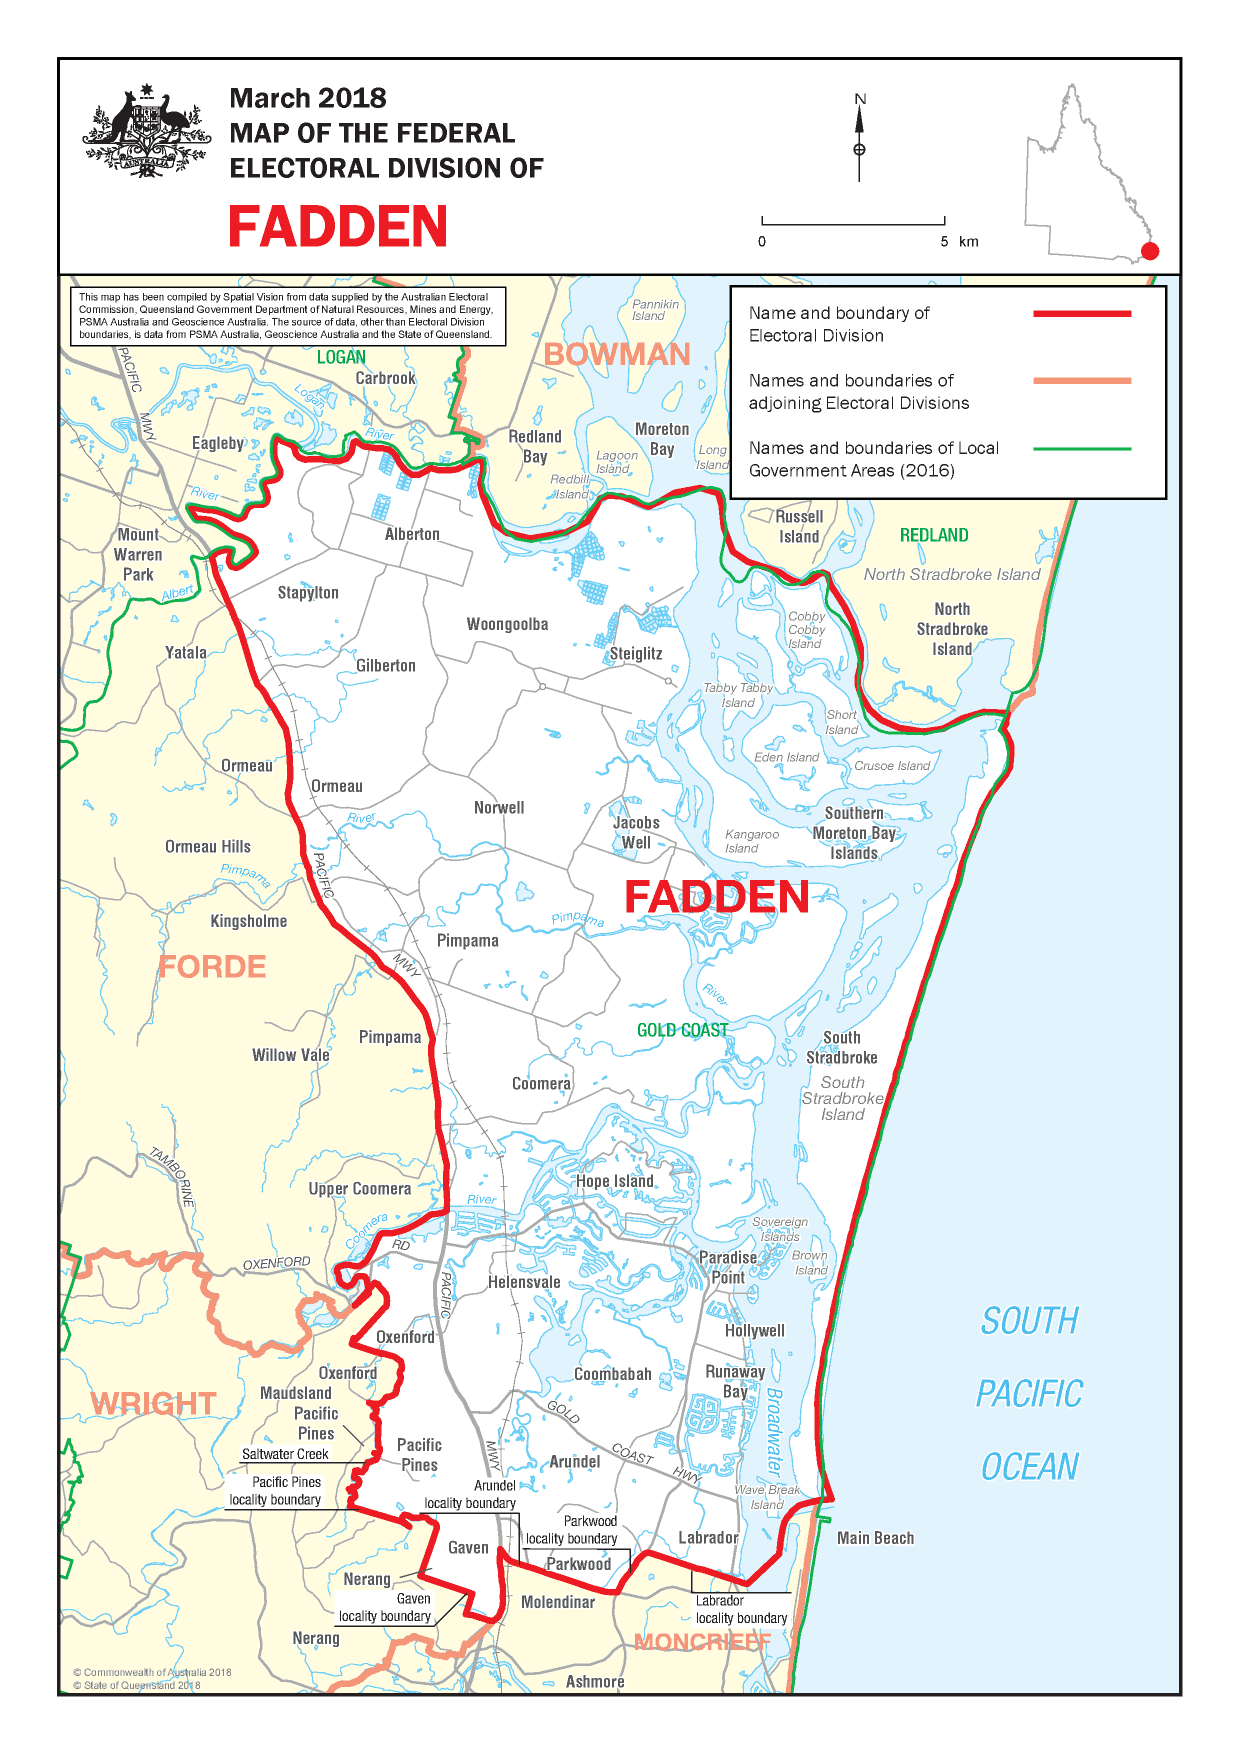 March 2018
MAP OF THE FEDERAL
ELECTORAL DIVISION OF
FADDEN
AUSTRALIA
N
0
5 km
This map has been compiled by Spatial Vision from data supplied by the Australian Electoral
Commission, Queensland Government Department of Natural Resources, Mines and Energy,
PSMA Australia and Geoscience Australia. The source of data, other than Electoral Division
boundaries, is data from PSMA Australia, Geoscience Australia and the State of Queensland.
Name and boundary of
Electoral Division
Names and boundaries of
adjoining Electoral Divisions
Names and boundaries of Local
Government Areas (2016)
Pannikin
Island
BOWMAN
LOGAN
Carbrook
PACIFIC
MWY
Logan
River
Eagleby
Redland
Bay
Moreton
Bay
Lagoon
Island
Long
Island
Redbill
Island
River
Russell
Island
REDLAND
Mount
Warren
Park
Alberton
North Stradbroke Island
Albert
Stapylton
Cobby
Cobby
Island
North
Stradbroke
Island
Woongoolba
Yatala
Gilberton
Steiglitz
Tabby Tabby
Island
Short
Island
Eden Island
Crusoe Island
Ormeau
Ormeau
Norwell
River
Jacobs
Well
Southern
Moreton Bay
Islands
Kangaroo
Island
Ormeau Hills
Pimpama
PACIFIC
FADDEN
Kingsholme
Pimpama
Pimpama
FORDE
MWY
River
GOLD COAST
Pimpama
South
Stradbroke
Willow Vale
Coomera
South
Stradbroke
Island
TAMBORINE
Hope Island
Upper Coomera
River
Coomera
Sovereign
Islands
RD
OXENFORD
Paradise
Point
Brown
Island
Helensvale
PACIFIC
Oxenford
Hollywell
SOUTH
PACIFIC
OCEAN
Oxenford
Coombabah
Runaway
Bay
Maudsland
WRIGHT
Pacific
Pines
GOLD
COAST
HWY
Broadwater
Saltwater Creek
Pacific
Pines
MWY
Arundel
Pacific Pines
locality boundary
Arundel
locality boundary
Wave Break
Island
Parkwood
locality boundary
Labrador
Main Beach
Gaven
Parkwood
Nerang
Gaven
locality boundary
Molendinar
Labrador
locality boundary
Nerang
MONCRIEFF
Ashmore
© Commonwealth of Australia 2018
© State of Queensland 2018